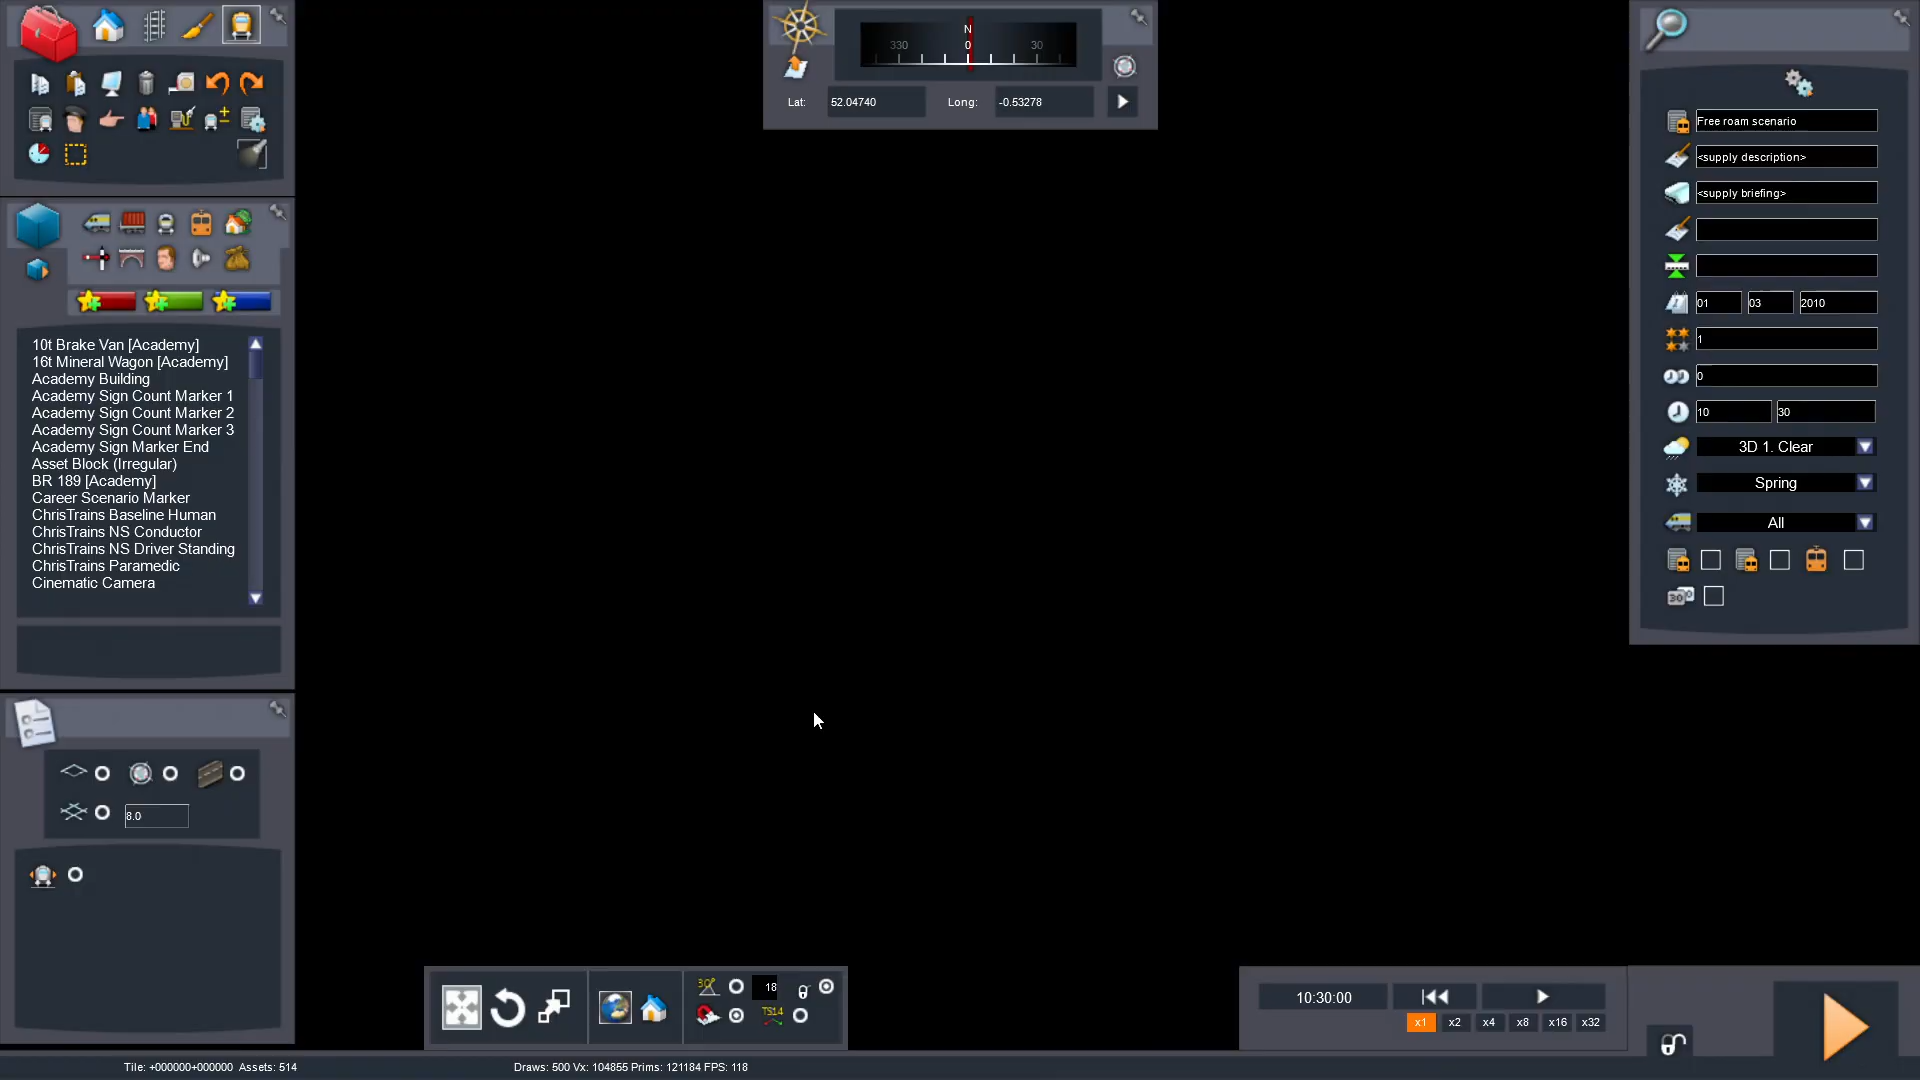 N
330
0
30
Lat:
52.04740
Long:
-0.53278
Free roam scenario
<supply description>
<supply briefing>
01
03
2010
1
0
10
30
3D 1. Clear
Spring
All
10t Brake Van [Academy]
16t Mineral Wagon [Academy]
Academy Building
Academy Sign Count Marker 1
Academy Sign Count Marker 2
Academy Sign Count Marker 3
Academy Sign Marker End
Asset Block (Irregular)
BR 189 [Academy]
Career Scenario Marker
ChrisTrains Baseline Human
ChrisTrains NS Conductor
ChrisTrains NS Driver Standing
ChrisTrains Paramedic
Cinematic Camera
8.0
30°
18
TS14
10:30:00
x1
x2
x4
x8
x16
x32
Tile: +000000+000000 Assets: 514
Draws: 500 Vx: 104855 Prims: 121184 FPS: 118